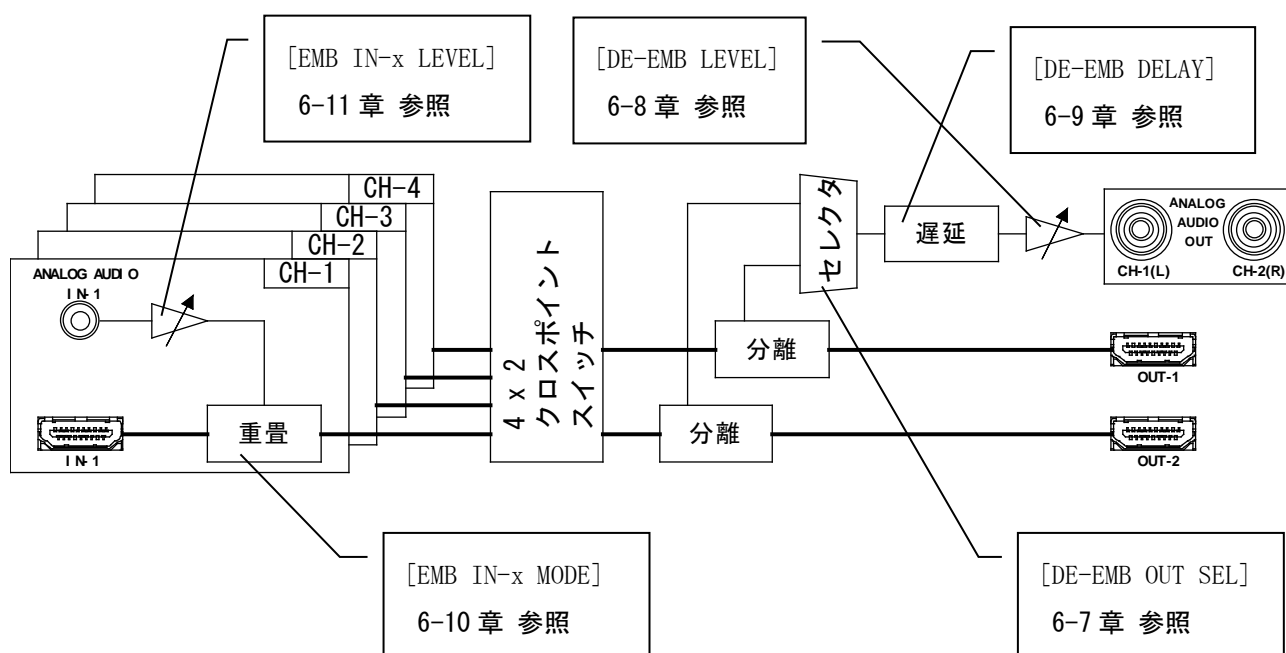 [EMB IN-x LEVEL]
6-11 章 参照
[DE-EMB LEVEL]
6-8 章 参照
[DE-EMB DELAY]
6-9 章 参照
CH-4
CH-3
CH-2
CH-1
ANALOG AUDIO
IN-1
IN-1
重畳
4 x 2
クロスポイント
スイッチ
分離
分離
セレクタ
遅延
ANALOG
AUDIO
OUT
CH-1(L)
CH-2(R)
OUT-1
OUT-2
[EMB IN-x MODE]
6-10 章 参照
[DE-EMB OUT SEL]
6-7 章 参照